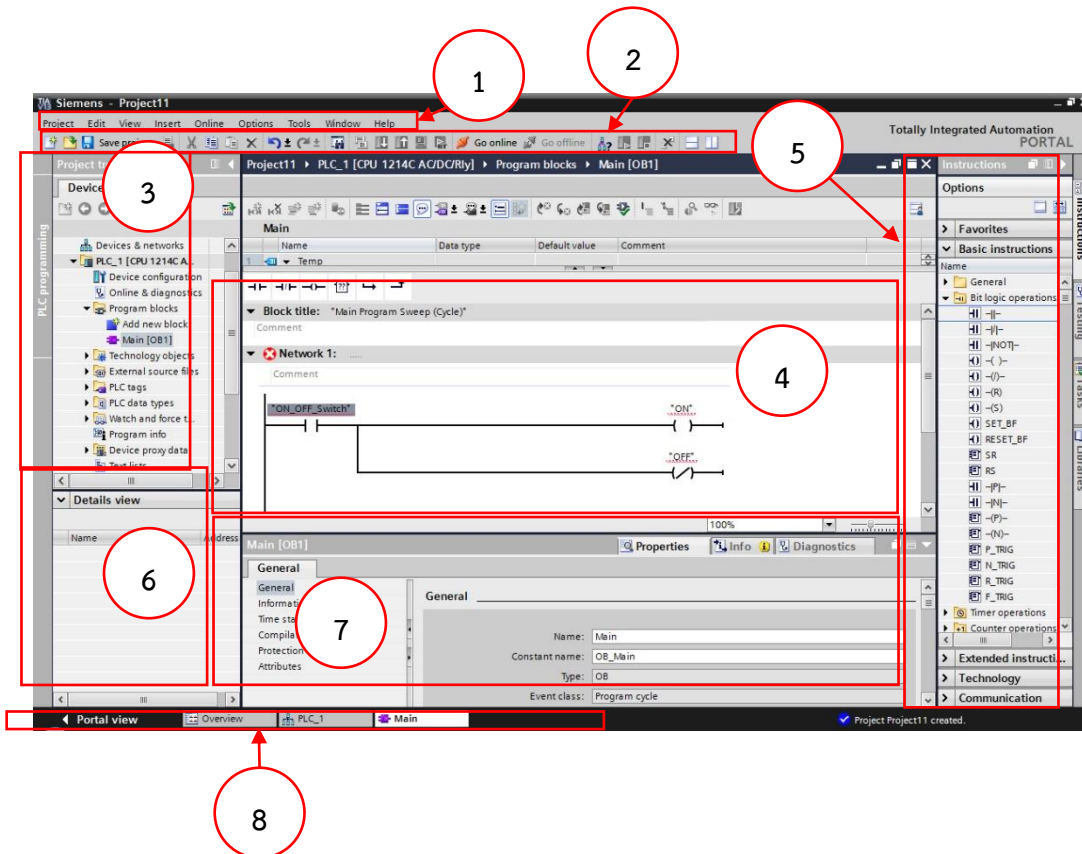 1
2
Siemens - Project11
Project Edit View Insert Online Options Tools Window Help
Totally Integrated Automation
PORTAL
Go online Go offline
5
Project11 ▸ PLC_1 [CPU 1214C AC/DC/Rly] ▸ Program blocks ▸ Main [OB1]
Instructions
3
Options
Main
Name Data type Default value Comment
1 Temp
Favorites
Basic instructions
Name
General
Bit logic operations
-| |-
-|/|-
-|NOT|-
-( )-
-(/)-
-(R)
-(S)
SET_BF
RESET_BF
SR
RS
-|P|-
-|N|-
-(P)-
-(N)-
P_TRIG
N_TRIG
R_TRIG
F_TRIG
Timer operations
Counter operations
Extended instructi...
Technology
Communication
Instructions
Testing
Tasks
Libraries
PLC programming
Devices & networks
PLC_1 [CPU 1214C A...
Device configuration
Online & diagnostics
Program blocks
Add new block
Main [OB1]
Technology objects
External source files
PLC tags
PLC data types
Watch and force t...
Program info
Device proxy data
Text lists
??
Block title: "Main Program Sweep (Cycle)"
Comment
Network 1: .....
Comment
4
"ON_OFF_Switch" "ON"
"OFF"
100%
Details view
Name Address
6
Main [OB1] Properties Info Diagnostics
General
General
Time sta
Compila
Protection
Attributes
7
General
Name: Main
Constant name: OB_Main
Type: OB
Event class: Program cycle
Portal view Overview PLC_1 Main Project Project11 created.
8